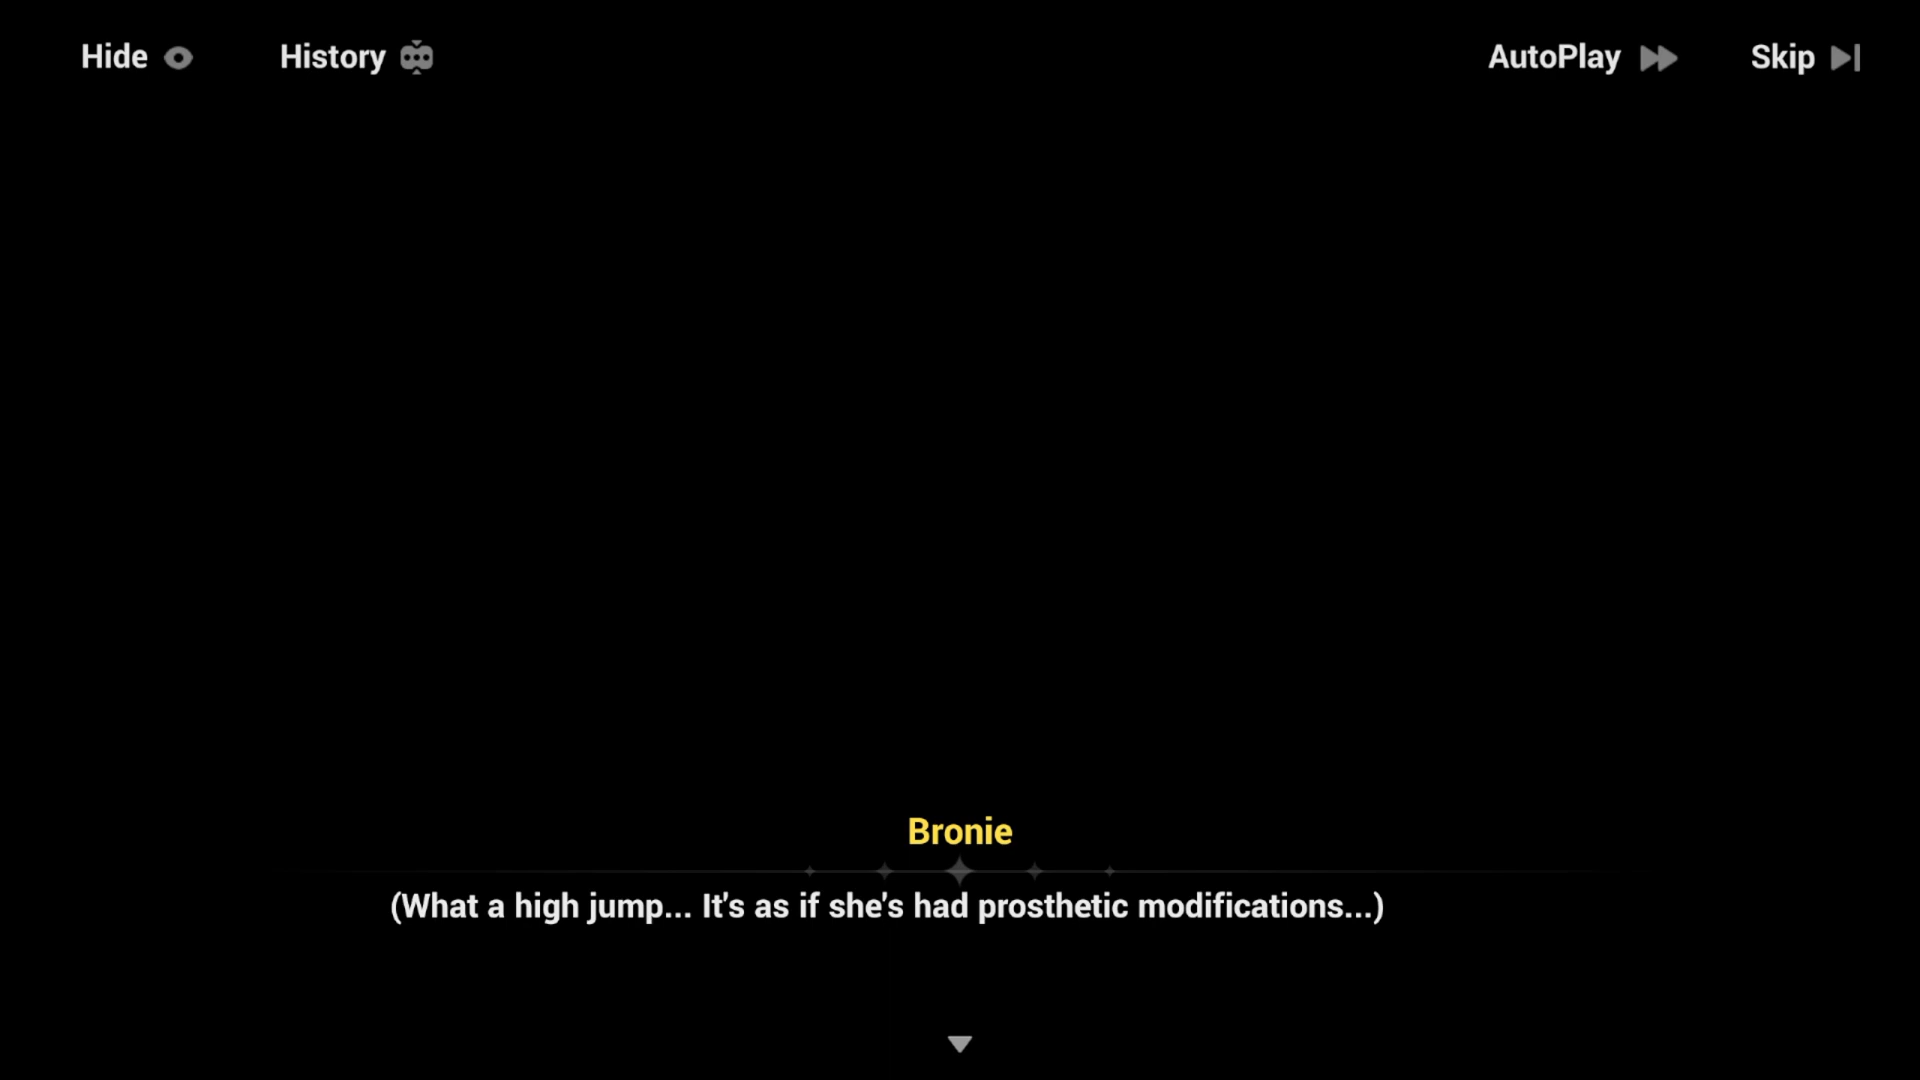 Hide
History
AutoPlay
Skip
Bronie
(What a high jump... It's as if she's had prosthetic modifications...)